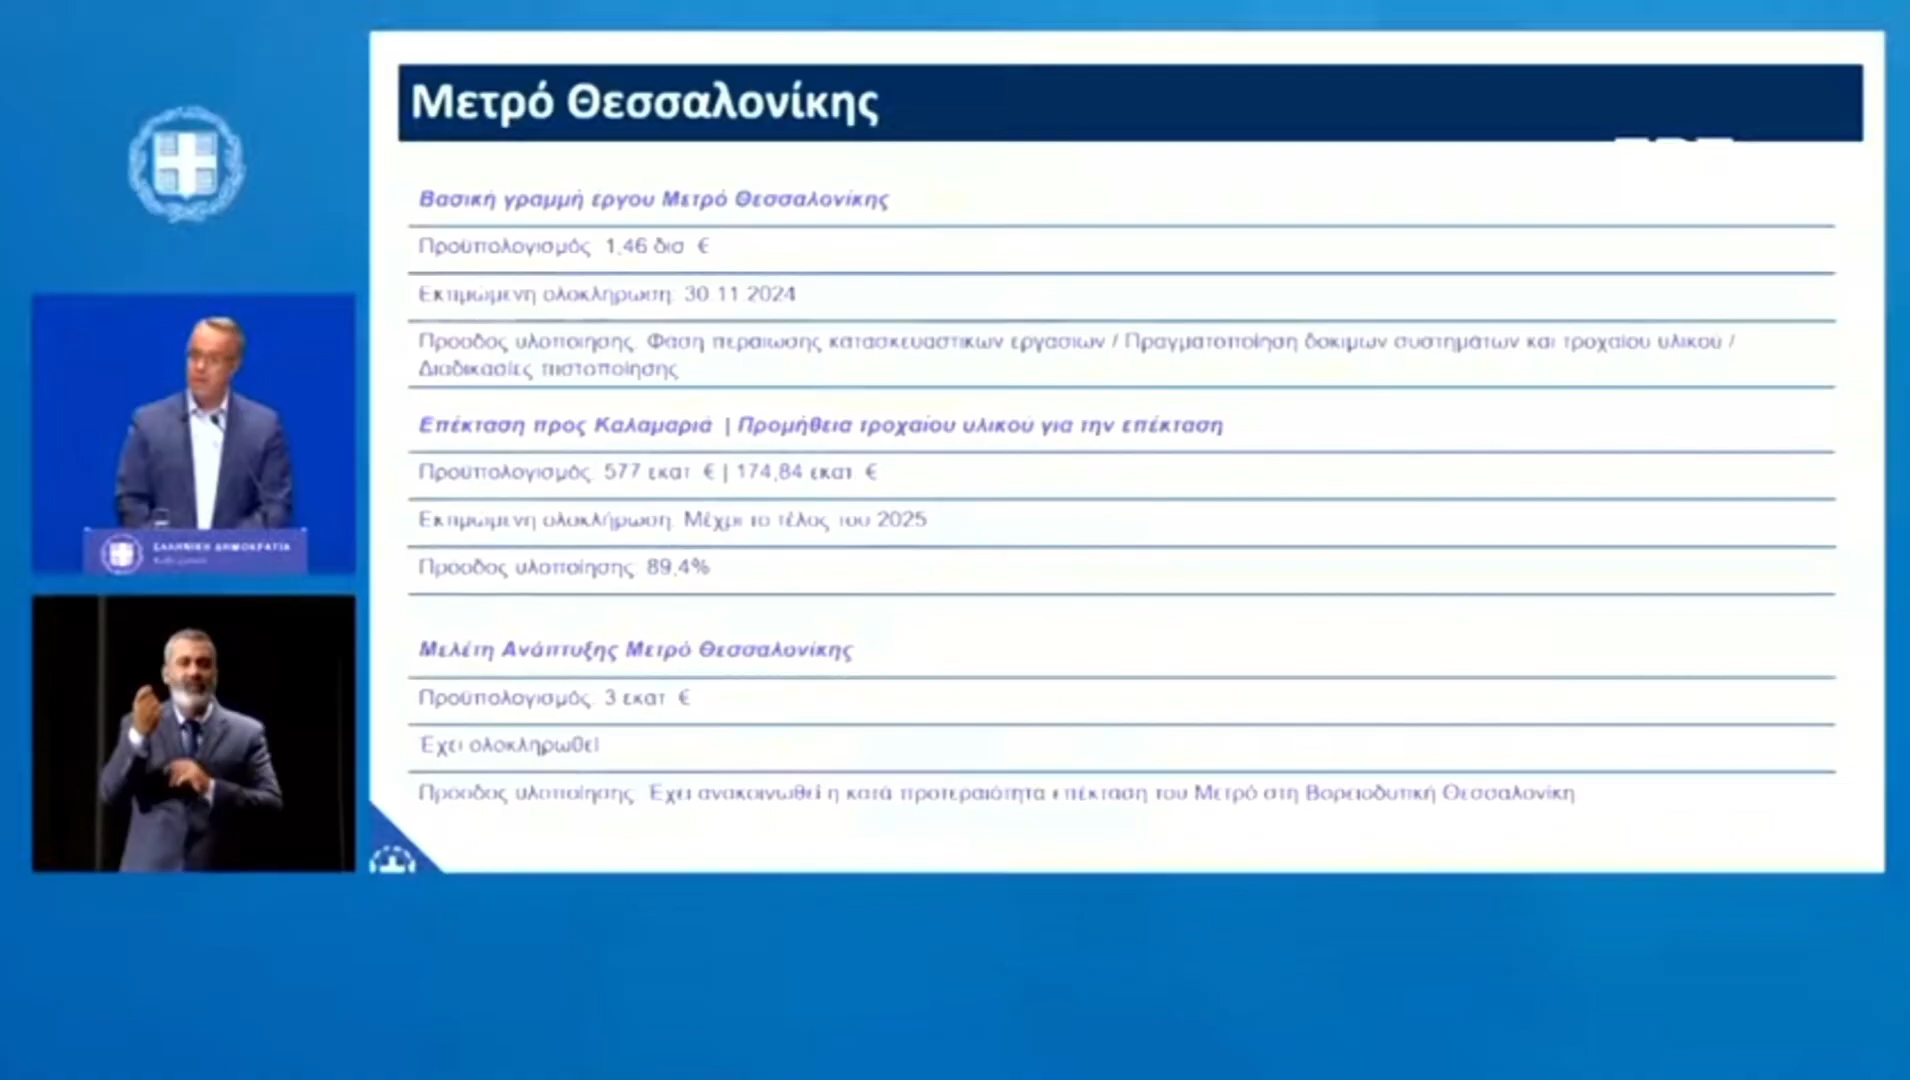 Μετρό Θεσσαλονίκης
Βασική γραμμή έργου Μετρό Θεσσαλονίκης
Προϋπολογισμός: 1,46 δισ. €
Εκτιμώμενη ολοκλήρωση: 30.11.2024
Πρόοδος υλοποίησης: Φάση περαίωσης κατασκευαστικών εργασιών / Πραγματοποίηση δοκιμών συστημάτων και τροχαίου υλικού /
Διαδικασίες πιστοποίησης
Επέκταση προς Καλαμαριά | Προμήθεια τροχαίου υλικού για την επέκταση
Προϋπολογισμός: 577 εκατ. € | 174,84 εκατ. €
Εκτιμώμενη ολοκλήρωση: Μέχρι το τέλος του 2025
Πρόοδος υλοποίησης: 89,4%
Μελέτη Ανάπτυξης Μετρό Θεσσαλονίκης
Προϋπολογισμός: 3 εκατ. €
Έχει ολοκληρωθεί
Πρόοδος υλοποίησης: Έχει ανακοινωθεί η κατά προτεραιότητα επέκταση του Μετρό στη Βορειοδυτική Θεσσαλονίκη
ΕΛΛΗΝΙΚΗ ΔΗΜΟΚΡΑΤΙΑ